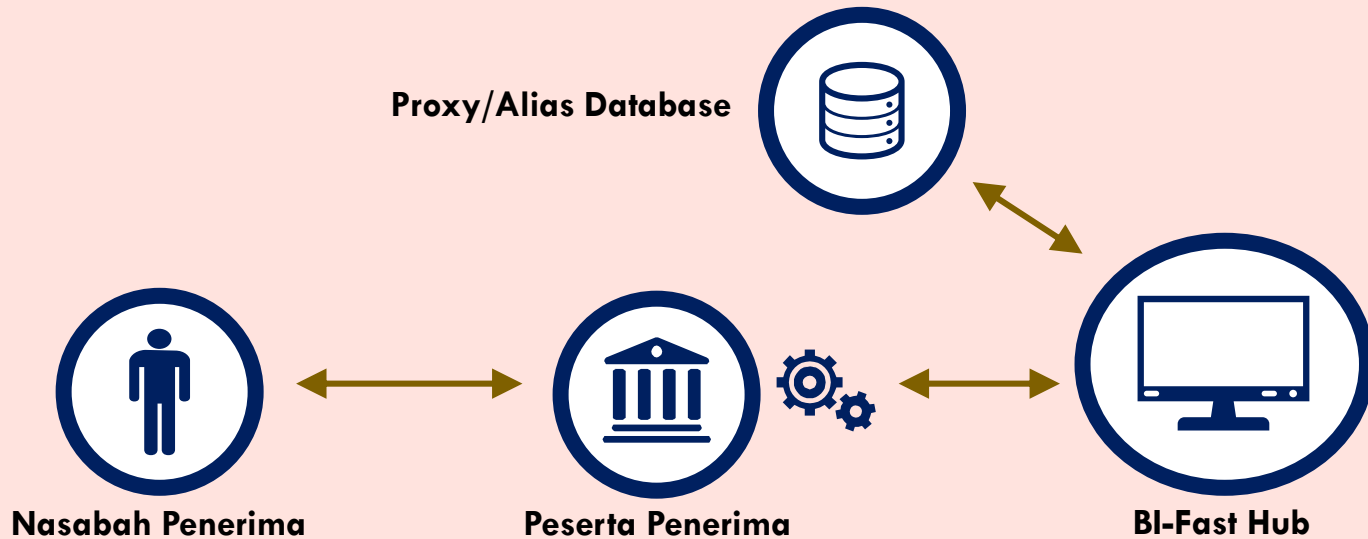 Proxy/Alias Database
Nasabah Penerima
Peserta Penerima
BI-Fast Hub